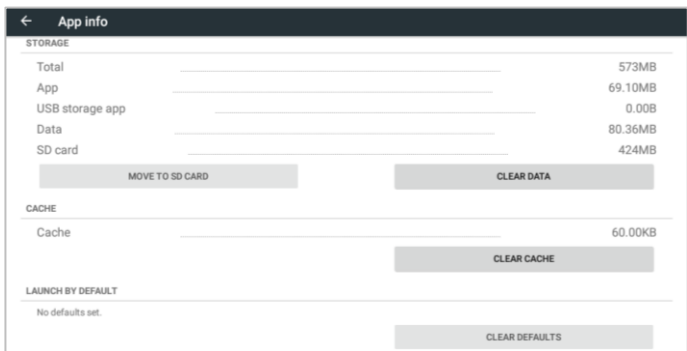 App info
STORAGE
Total 573MB
App 69.10MB
USB storage app 0.00B
Data 80.36MB
SD card 424MB
MOVE TO SD CARD CLEAR DATA
CACHE
Cache 60.00KB
CLEAR CACHE
LAUNCH BY DEFAULT
No defaults set.
CLEAR DEFAULTS